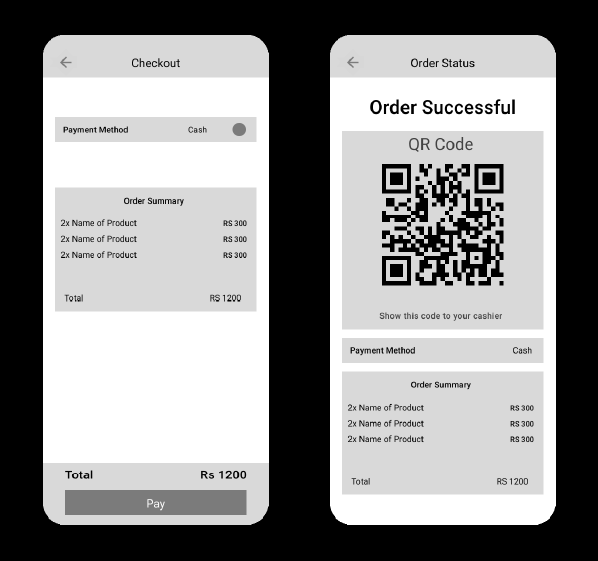 Checkout
Payment Method Cash
Order Summary
2x Name of Product RS 300
2x Name of Product RS 300
2x Name of Product RS 300
Total RS 1200
Total Rs 1200
Pay
Order Status
Order Successful
QR Code
Show this code to your cashier
Payment Method Cash
Order Summary
2x Name of Product RS 300
2x Name of Product RS 300
2x Name of Product RS 300
Total RS 1200